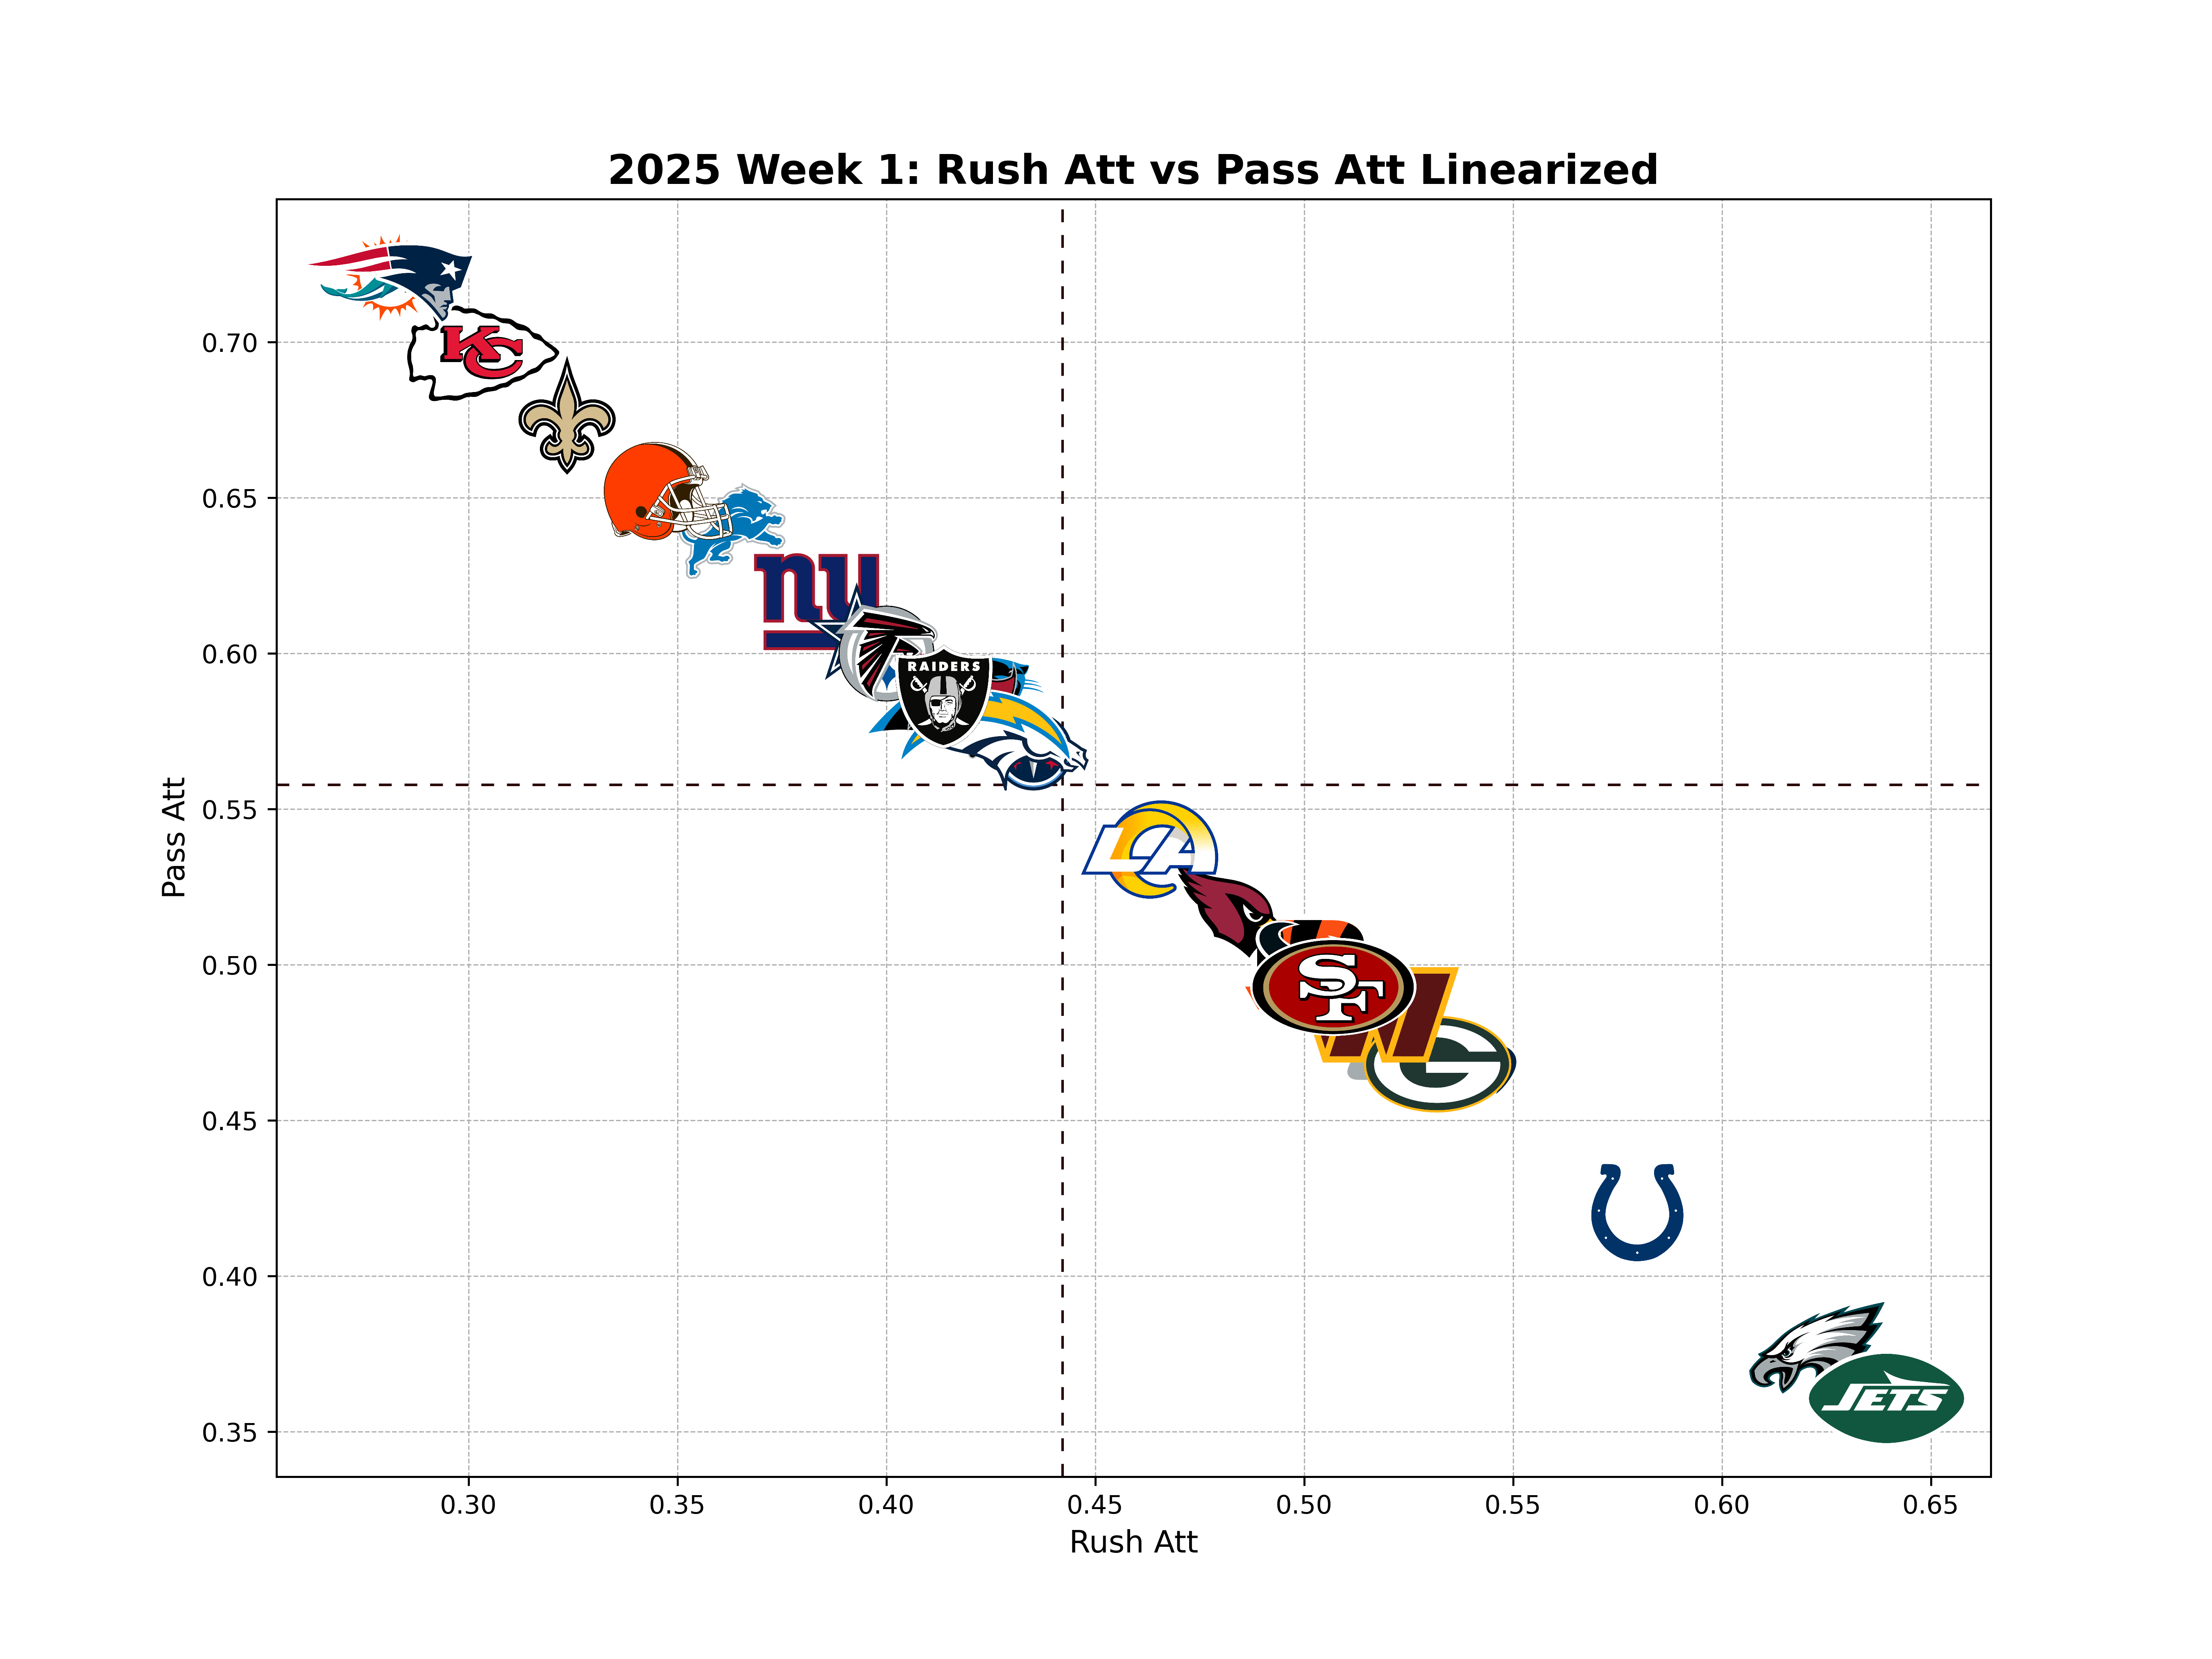 2025 Week 1: Rush Att vs Pass Att Linearized
0.70
0.65
0.60
0.55
0.50
0.45
0.40
0.35
Pass Att
KC
ny
RAIDERS
LA
SF
W
G
JETS
0.30 0.35 0.40 0.45 0.50 0.55 0.60 0.65
Rush Att